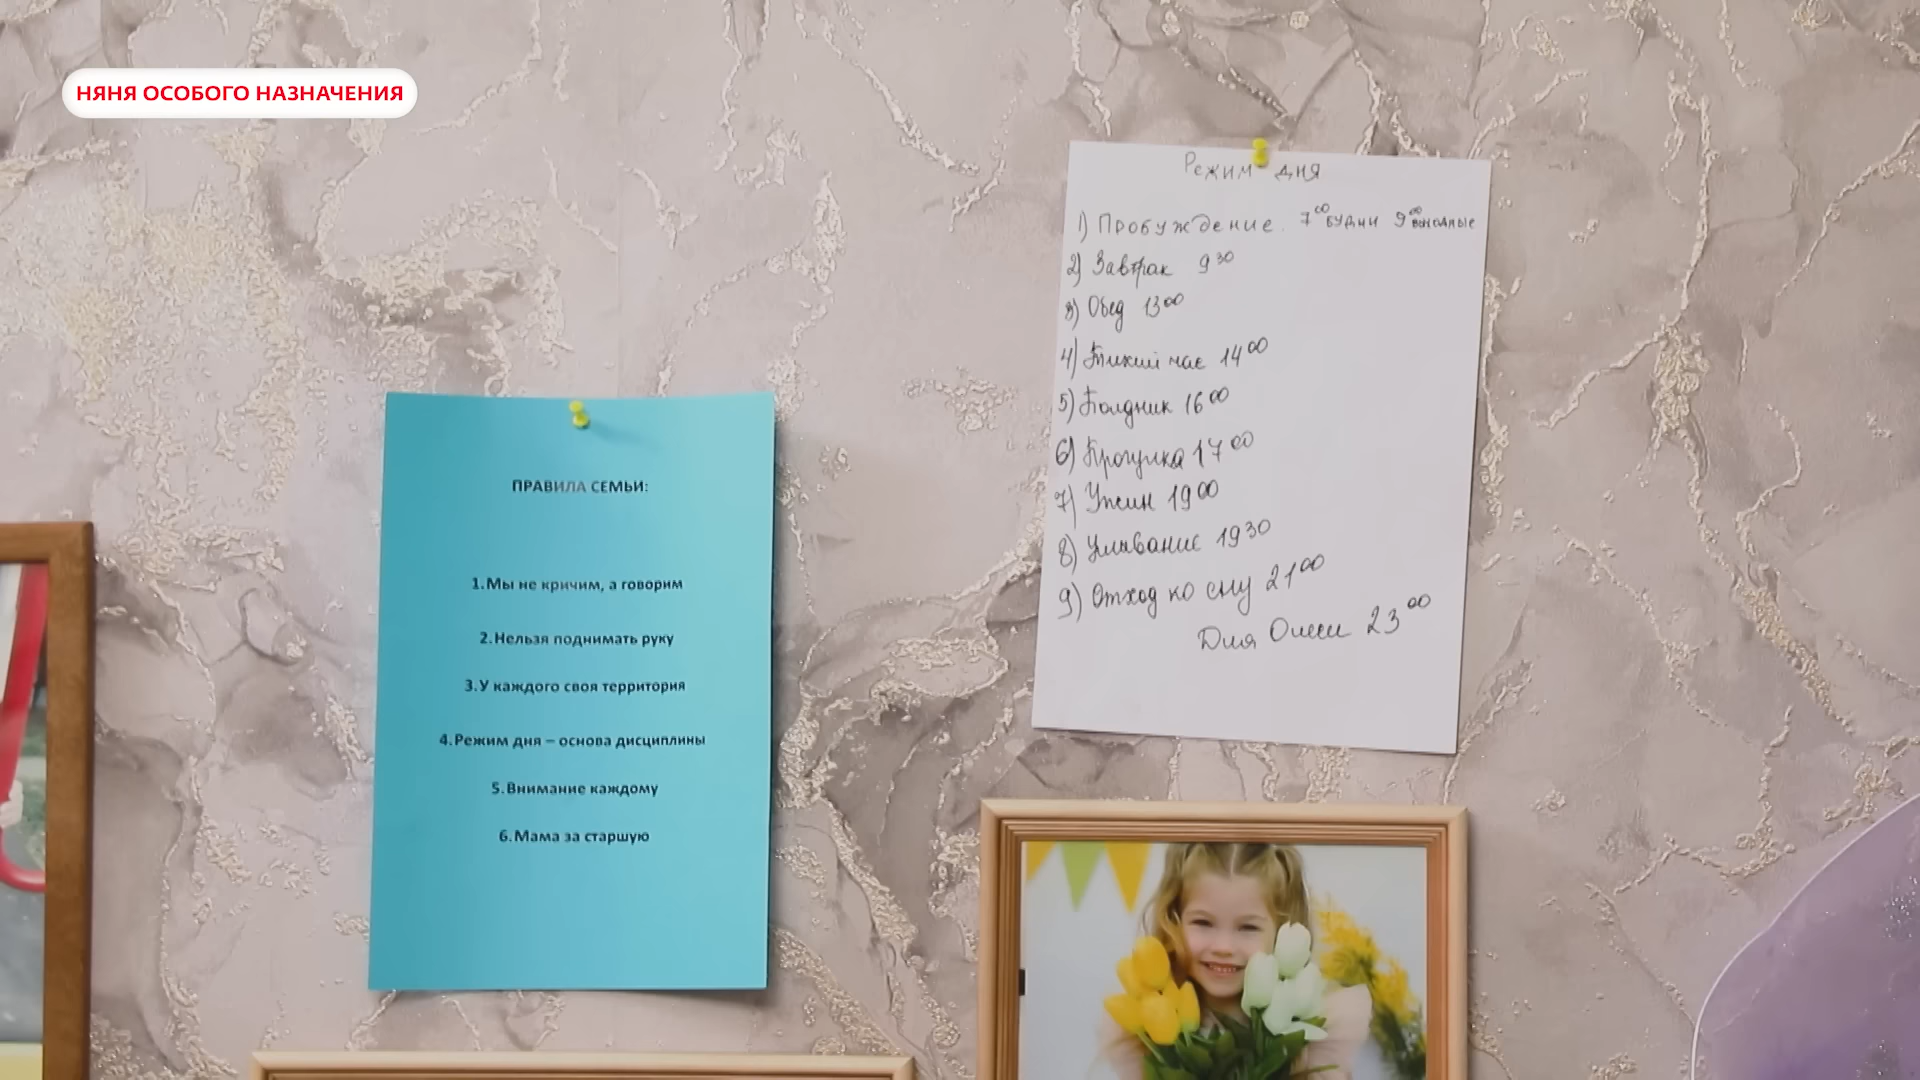 НЯНЯ ОСОБОГО НАЗНАЧЕНИЯ
ПРАВИЛА СЕМЬИ:
1.Мы не кричим, а говорим
2.Нельзя поднимать руку
3.У каждого своя территория
4.Режим дня – основа дисциплины
5.Внимание каждому
6.Мама за старшую
Режим дня
1) Пробуждение. 7⁰⁰ будни 9⁰⁰ выходные
2) Завтрак 9³⁰
3) Обед 13⁰⁰
4) Тихий час 14⁰⁰
5) Полдник 16⁰⁰
6) Прогулка 17⁰⁰
7) Ужин 19⁰⁰
8) Умывание 19³⁰
9) Отход ко сну 21⁰⁰
Для Олеси 23⁰⁰